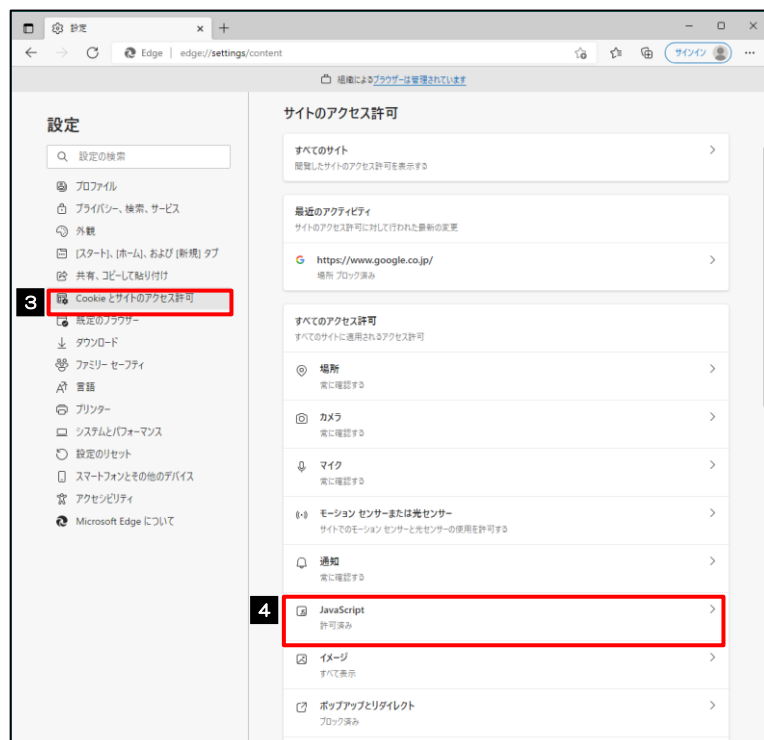 設定
Edge
edge://settings/content
サインイン
組織によるブラウザーは管理されています
設定
設定の検索
プロファイル
プライバシー、検索、サービス
外観
[スタート]、[ホーム]、および [新規] タブ
共有、コピーして貼り付け
3
Cookie とサイトのアクセス許可
既定のブラウザー
ダウンロード
ファミリー セーフティ
言語
プリンター
システムとパフォーマンス
設定のリセット
スマートフォンとその他のデバイス
アクセシビリティ
Microsoft Edge について
サイトのアクセス許可
すべてのサイト
閲覧したサイトのアクセス許可を表示する
最近のアクティビティ
サイトのアクセス許可に対して行われた最新の変更
https://www.google.co.jp/
場所 ブロック済み
すべてのアクセス許可
すべてのサイトに適用されるアクセス許可
場所
常に確認する
カメラ
常に確認する
マイク
常に確認する
モーション センサーまたは光センサー
サイトでのモーション センサーと光センサーの使用を許可する
通知
常に確認する
4
JavaScript
許可済み
イメージ
すべて表示
ポップアップとリダイレクト
ブロック済み